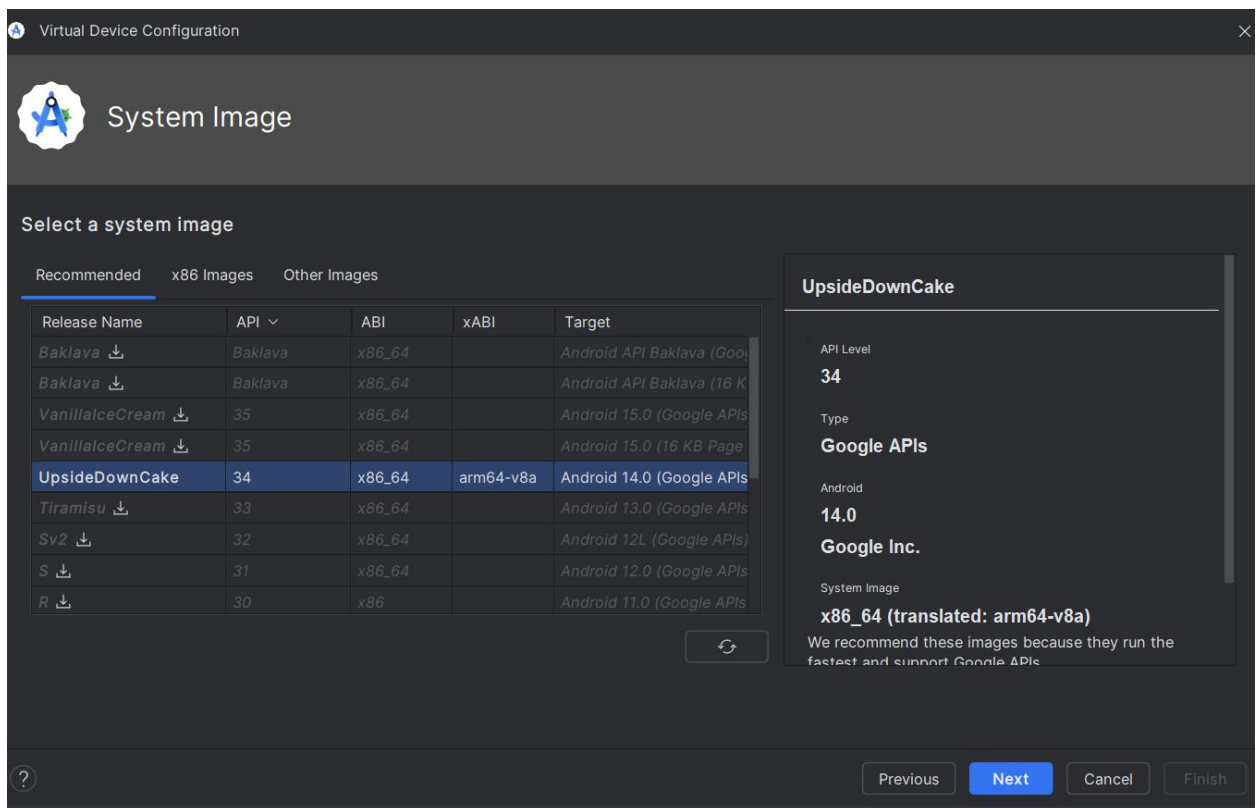 Virtual Device Configuration
System Image
Select a system image
Recommended x86 Images Other Images
Release Name API ABI xABI Target
Baklava Baklava x86_64 Android API Baklava (Goog
Baklava Baklava x86_64 Android API Baklava (16 K
VanillaIceCream 35 x86_64 Android 15.0 (Google APIs
VanillaIceCream 35 x86_64 Android 15.0 (16 KB Page
UpsideDownCake 34 x86_64 arm64-v8a Android 14.0 (Google APIs
Tiramisu 33 x86_64 Android 13.0 (Google APIs
Sv2 32 x86_64 Android 12L (Google APIs)
S 31 x86_64 Android 12.0 (Google APIs
R 30 x86 Android 11.0 (Google APIs
UpsideDownCake
API Level
34
Type
Google APIs
Android
14.0
Google Inc.
System Image
x86_64 (translated: arm64-v8a)
We recommend these images because they run the
fastest and support Google APIs
? Previous Next Cancel Finish